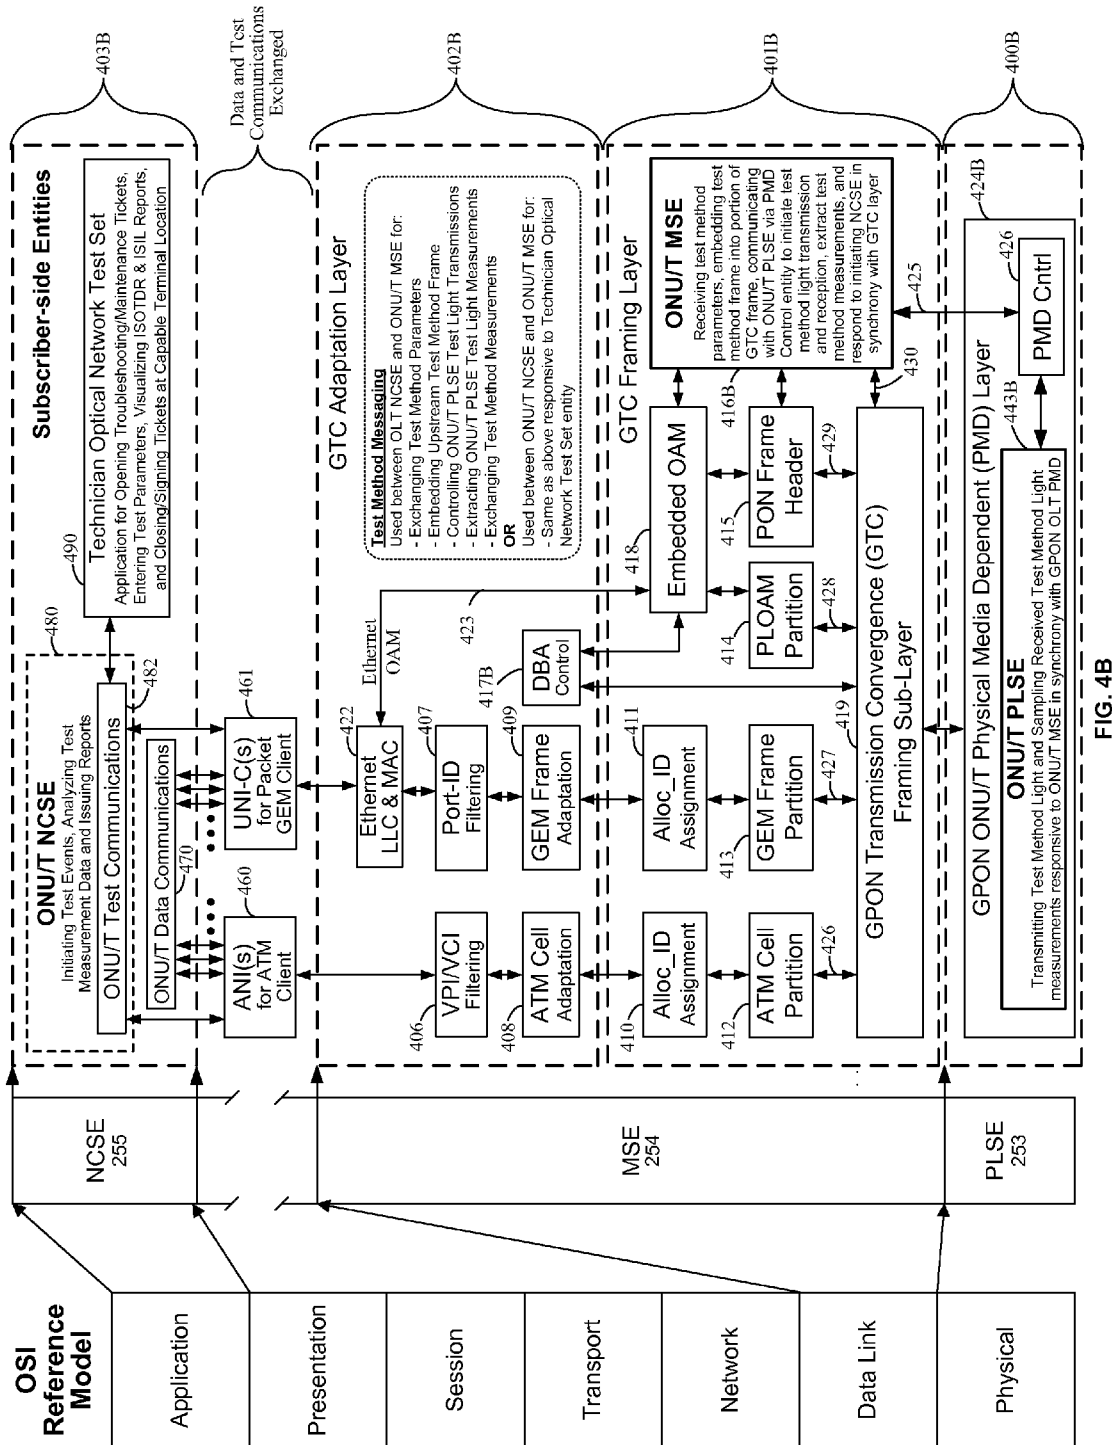 OSI
Reference
Model
Application
Presentation
Session
Transport
Network
Data Link
Physical
NCSE
255
MSE
254
PLSE
253
Subscriber-side Entities
403B
480
ONU/T NCSE
Initiating Test Events, Analyzing Test
Measurement Data and Issuing Reports
ONU/T Test Communications
482
490
Technician Optical Network Test Set
Application for Opening Troubleshooting/Maintenance Tickets,
Entering Test Parameters, Visualizing ISOTDR & ISIL Reports,
and Closing/Signing Tickets at Capable Terminal Location
ONU/T Data Communications
470
460
ANI(s)
for ATM
Client
461
UNI-C(s)
for Packet
GEM Client
Data and Test
Communications
Exchanged
GTC Adaptation Layer
402B
422
Ethernet
LLC & MAC
Ethernet
OAM
423
406
VPI/VCI
Filtering
407
Port-ID
Filtering
408
ATM Cell
Adaptation
409
GEM Frame
Adaptation
417B
DBA
Control
Test Method Messaging
Used between OLT NCSE and ONU/T MSE for:
- Exchanging Test Method Parameters
- Embedding Upstream Test Method Frame
- Controlling ONU/T PLSE Test Light Transmissions
- Extracting ONU/T PLSE Test Light Measurements
- Exchanging Test Method Measurements
OR
Used between ONU/T NCSE and ONU/T MSE for:
- Same as above responsive to Technician Optical
Network Test Set entity
GTC Framing Layer
401B
410
Alloc_ID
Assignment
411
Alloc_ID
Assignment
418
Embedded OAM
412
ATM Cell
Partition
413
GEM Frame
Partition
414
PLOAM
Partition
415
PON Frame
Header
416B
ONU/T MSE
Receiving test method
parameters, embedding test
method frame into portion of
GTC frame, communicating
with ONU/T PLSE via PMD
Control entity to initiate test
method light transmission
and reception, extract test
method measurements, and
respond to initiating NCSE in
synchrony with GTC layer
426
427
428
429
430
425
419
GPON Transmission Convergence (GTC)
Framing Sub-Layer
400B
424B
GPON ONU/T Physical Media Dependent (PMD) Layer
443B
ONU/T PLSE
Transmitting Test Method Light and Sampling Received Test Method Light
measurements responsive to ONU/T MSE in synchrony with GPON OLT PMD
426
PMD Cntrl
FIG. 4B